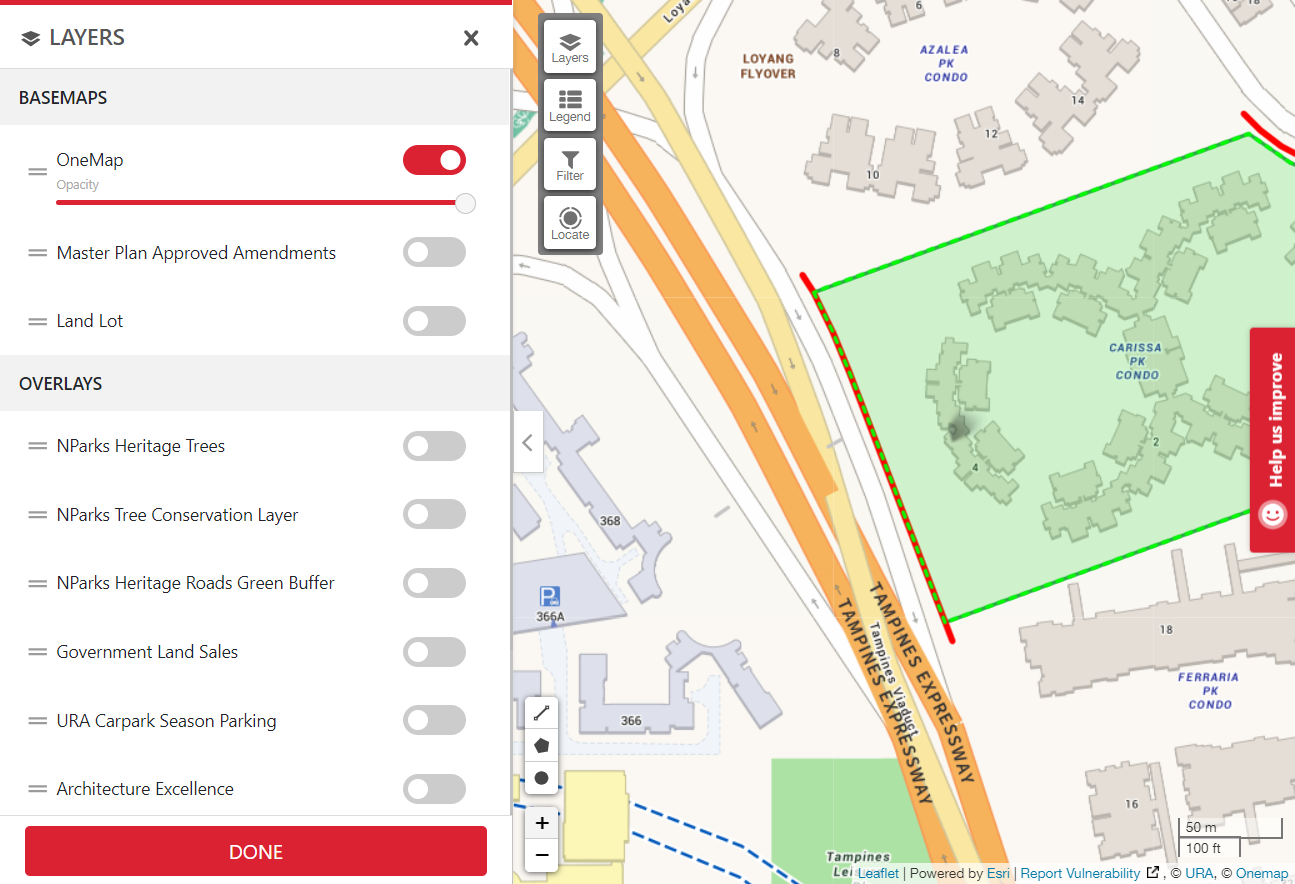 LAYERS
BASEMAPS
OneMap
Opacity
Master Plan Approved Amendments
Land Lot
OVERLAYS
NParks Heritage Trees
NParks Tree Conservation Layer
NParks Heritage Roads Green Buffer
Government Land Sales
URA Carpark Season Parking
Architecture Excellence
DONE
Layers
Legend
Filter
Locate
Loya
LOYANG
FLYOVER
6
8
AZALEA
PK
CONDO
18
14
12
10
CARISSA
PK
CONDO
2
4
Help us improve
368
P
366A
366
TAMPINES EXPRESSWAY
TAMPINES EXPRESSWAY
Tampines Viaduct
18
FERRARIA
PK
CONDO
16
+
−
Tampines
Lei
50 m
100 ft
Leaflet | Powered by Esri | Report Vulnerability , © URA, © Onemap